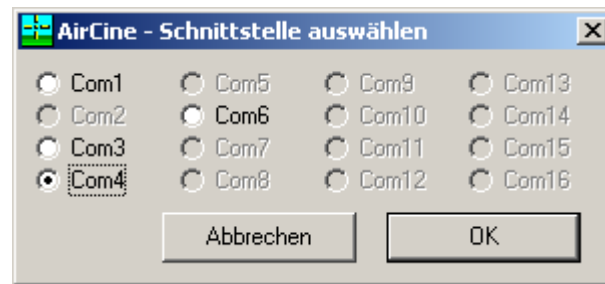 AirCine - Schnittstelle auswählen
Com1 Com5 Com9 Com13
Com2 Com6 Com10 Com14
Com3 Com7 Com11 Com15
Com4 Com8 Com12 Com16
Abbrechen OK